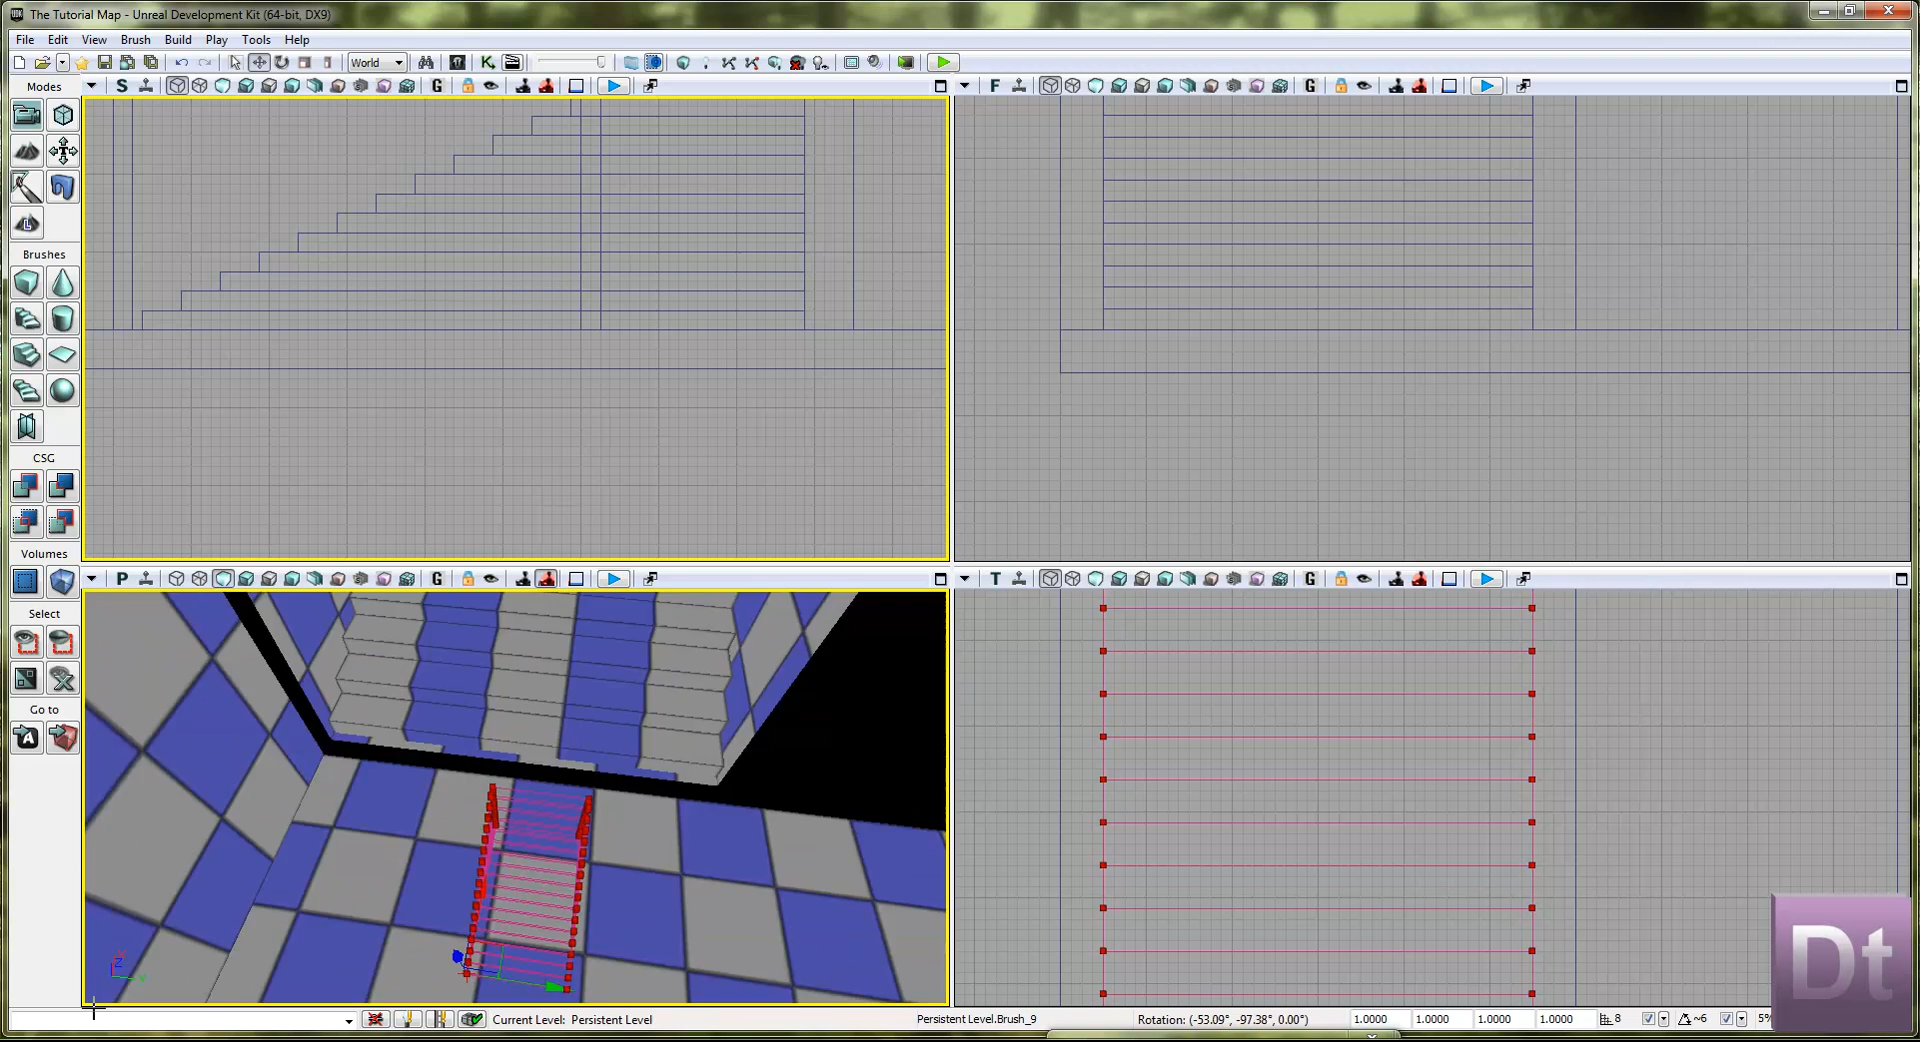 The Tutorial Map - Unreal Development Kit (64-bit, DX9)
File Edit View Brush Build Play Tools Help
World
Modes
S G
F G
Brushes
CSG
Volumes
P G
T G
Select
Go to
A
Dt
Current Level: Persistent Level
Persistent Level.Brush_9
Rotation: (-53.09°, -97.38°, 0.00°)
1.0000 1.0000 1.0000 1.0000
8
~6
5%